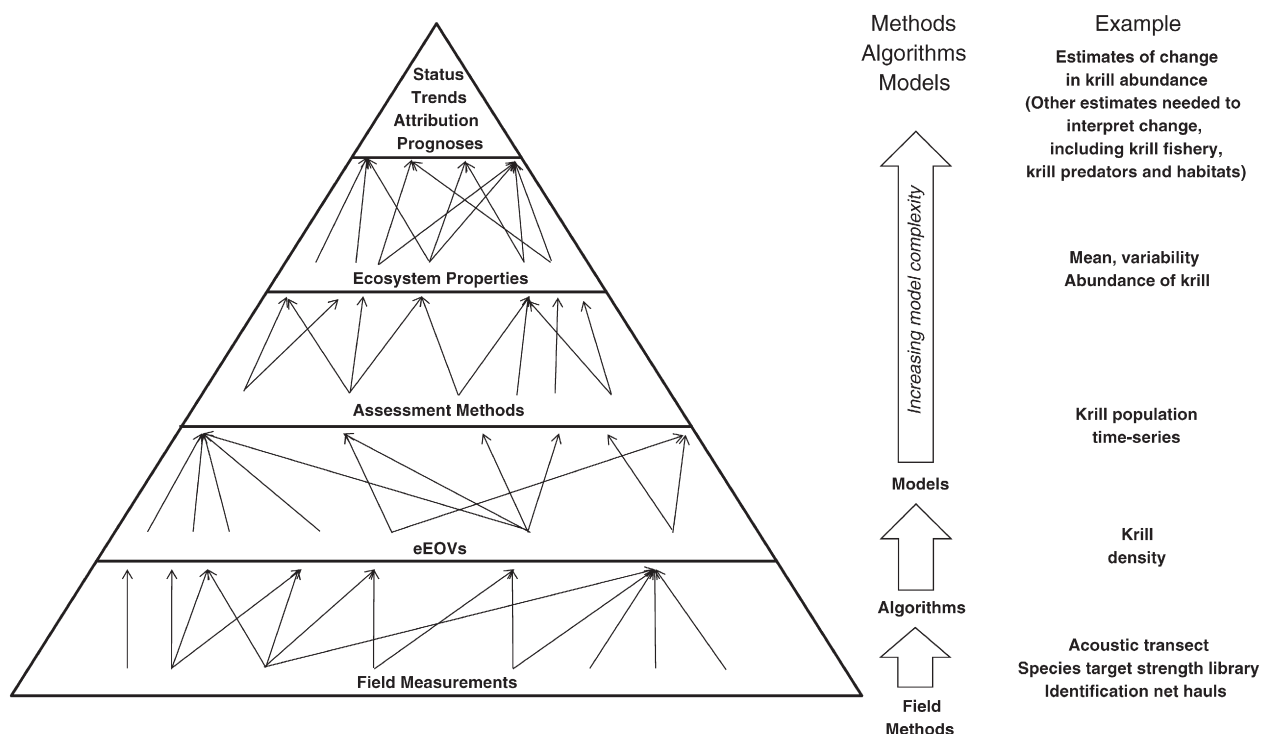 Status
Trends
Attribution
Prognoses
Ecosystem Properties
Assessment Methods
eEOVs
Field Measurements
Methods
Algorithms
Models
Increasing model complexity
Models
Algorithms
Field
Methods
Example
Estimates of change
in krill abundance
(Other estimates needed to
interpret change,
including krill fishery,
krill predators and habitats)
Mean, variability
Abundance of krill
Krill population
time-series
Krill
density
Acoustic transect
Species target strength library
Identification net hauls